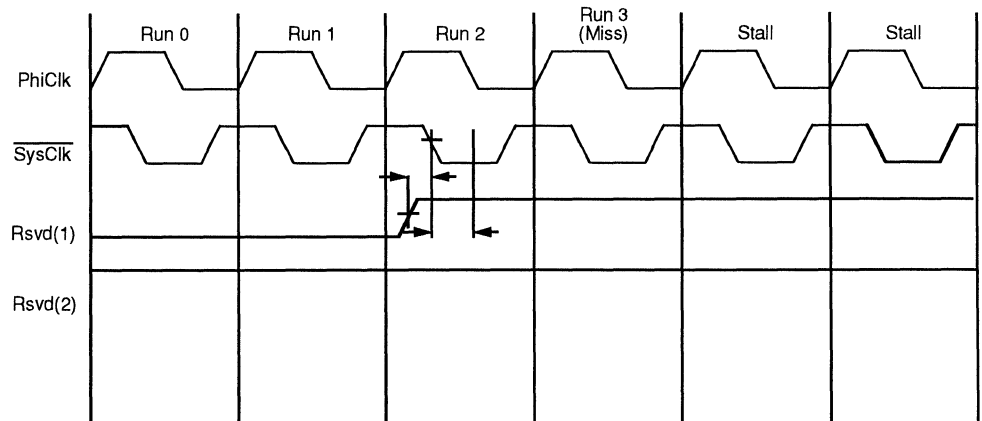 Run 0
Run 1
Run 2
Run 3
(Miss)
Stall
Stall
PhiClk
SysClk
Rsvd(1)
Rsvd(2)